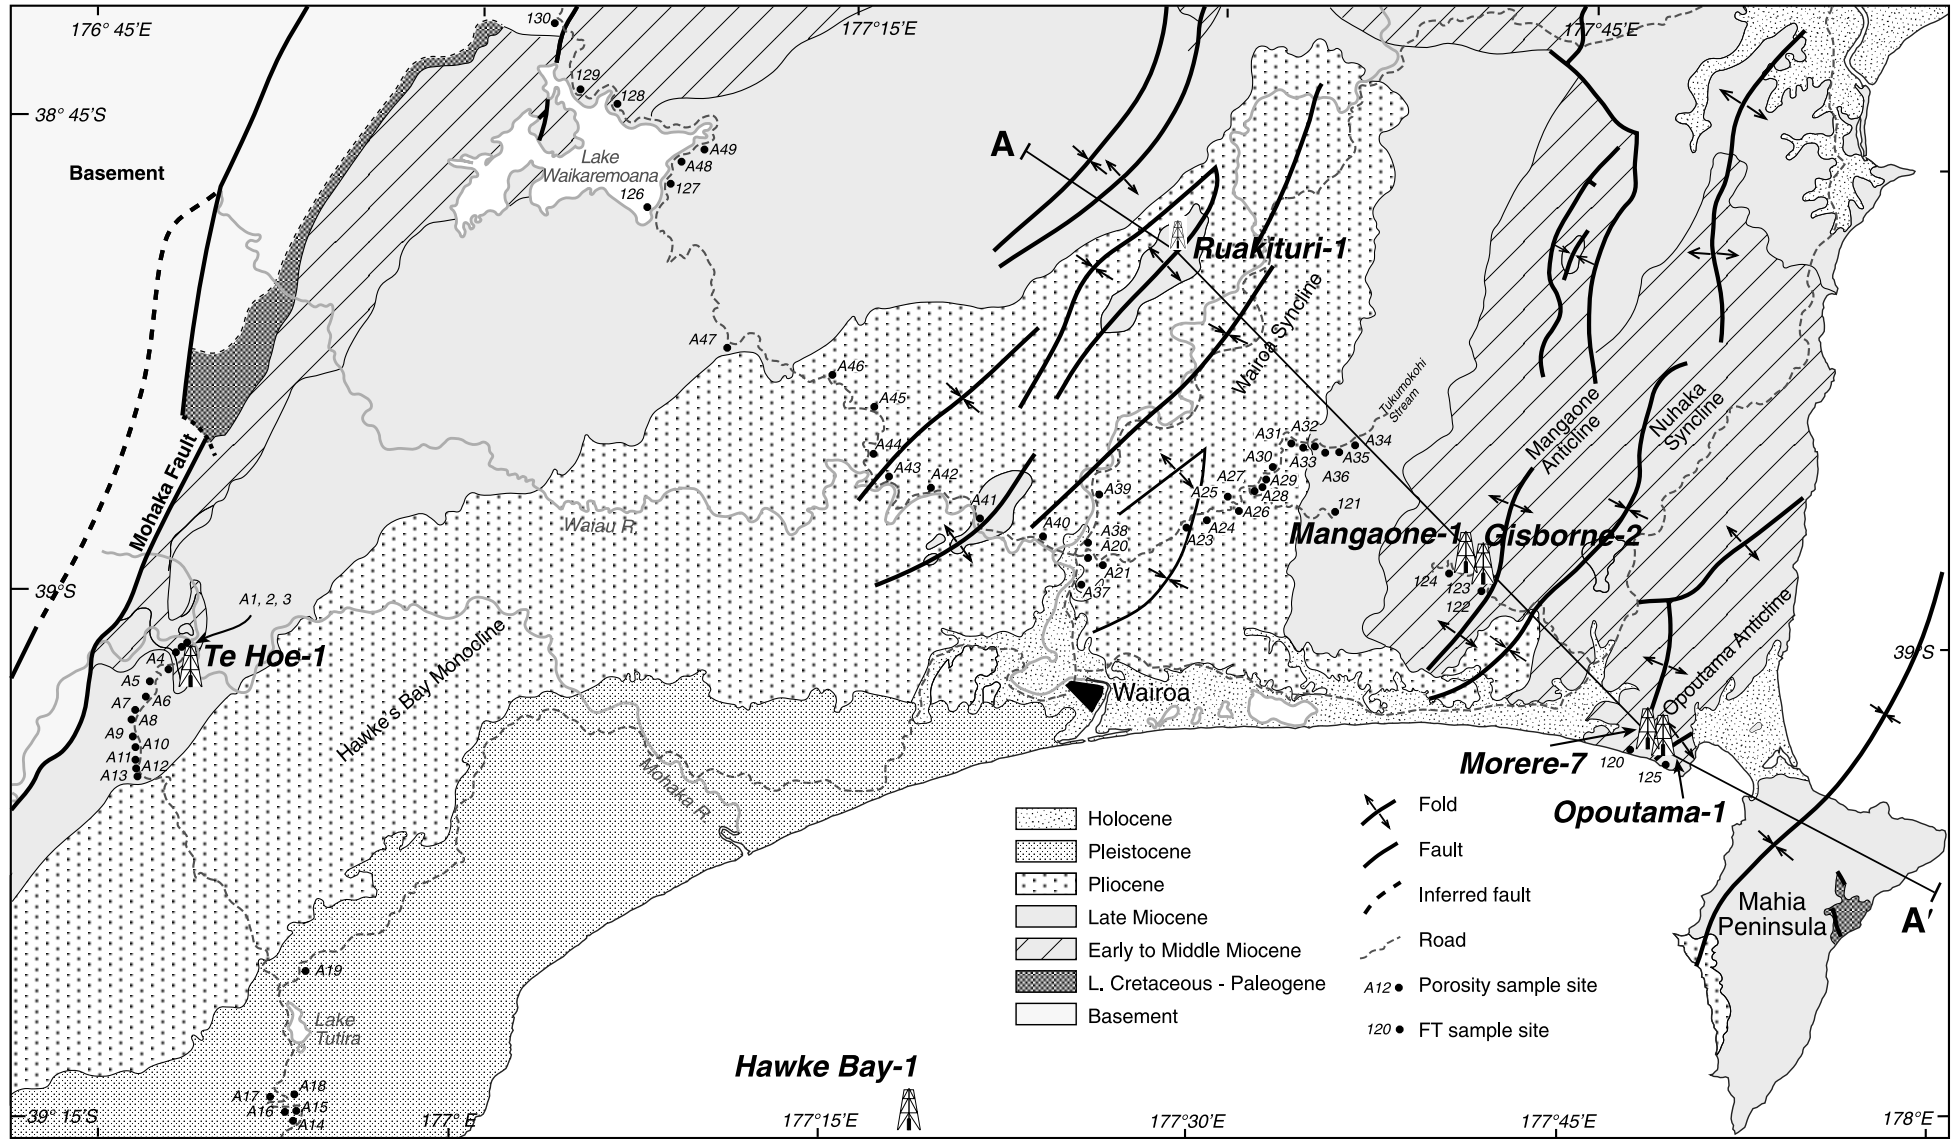 176° 45'E
130
177°15'E
177°45'E
129
128
38° 45'S
Lake
Waikaremoana
A49
A48
127
126
A
Basement
Ruakituri-1
A47
A46
Wairoa Syncline
A45
Tukumokohi
Stream
Mangaone
Anticline
Nuhaka
Syncline
A44
A43
A42
A41
A31
A32
A34
A33
A35
A30
A36
A29
A27
A28
A25
A26
A24
A23
121
A39
Mohaka Fault
Waiau R.
A40
A38
A20
A21
A37
Mangaone-1
Gisborne-2
124
123
122
39°S
A1, 2, 3
Te Hoe-1
A4
A5
A6
A7
A8
A9
A10
A11
A12
A13
Hawke's Bay Monocline
Wairoa
Opoutama Anticline
39°S
Mohaka R.
Morere-7
120
125
Opoutama-1
Holocene
Pleistocene
Pliocene
Late Miocene
Early to Middle Miocene
L. Cretaceous - Paleogene
Basement
Fold
Fault
Inferred fault
Road
A12
Porosity sample site
120
FT sample site
Mahia
Peninsula
A'
A19
Lake
Tutira
Hawke Bay-1
A17
A18
A16
A15
A14
39° 15'S
177° E
177°15'E
177°30'E
177°45'E
178°E